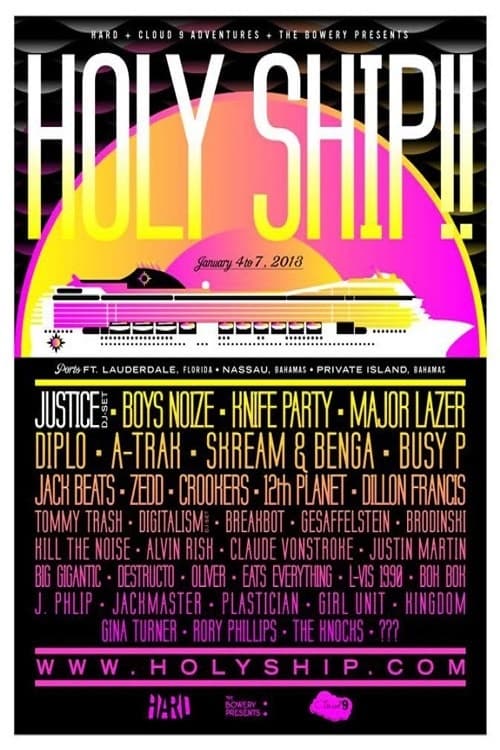 HARD + CLOUD 9 ADVENTURES + THE BOWERY PRESENTS
HOLY SHIP!!
January 4 to 7, 2013
Ports FT. LAUDERDALE, FLORIDA • NASSAU, BAHAMAS • PRIVATE ISLAND, BAHAMAS
JUSTICE DJ-SET • BOYS NOIZE • KNIFE PARTY • MAJOR LAZER
DIPLO • A-TRAK • SKREAM & BENGA • BUSY P
JACK BEATS • ZEDD • CROOKERS • 12th PLANET • DILLON FRANCIS
TOMMY TRASH • DIGITALISM DJ-SET • BREAKBOT • GESAFFELSTEIN • BRODINSKI
KILL THE NOISE • ALVIN RISK • CLAUDE VONSTROKE • JUSTIN MARTIN
BIG GIGANTIC • DESTRUCTO • OLIVER • EATS EVERYTHING • L-VIS 1990 • BOK BOK
J. PHLIP • JACKMASTER • PLASTICIAN • GIRL UNIT • KINGDOM
GINA TURNER • RORY PHILLIPS • THE KNOCKS • ???
WWW.HOLYSHIP.COM
HARD
THE BOWERY PRESENTS:
Cloud 9